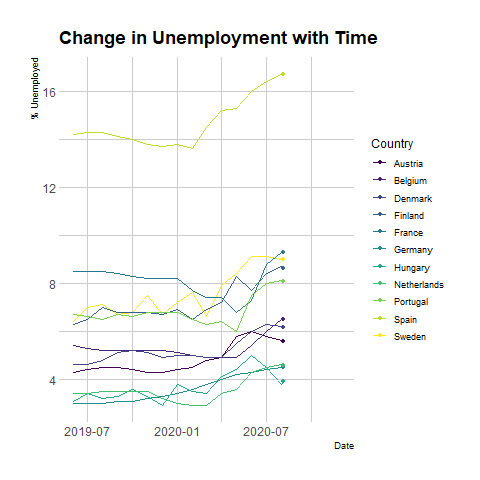 Change in Unemployment with Time
% Unemployed
16
12
8
4
2019-07
2020-01
2020-07
Date
Country
Austria
Belgium
Denmark
Finland
France
Germany
Hungary
Netherlands
Portugal
Spain
Sweden